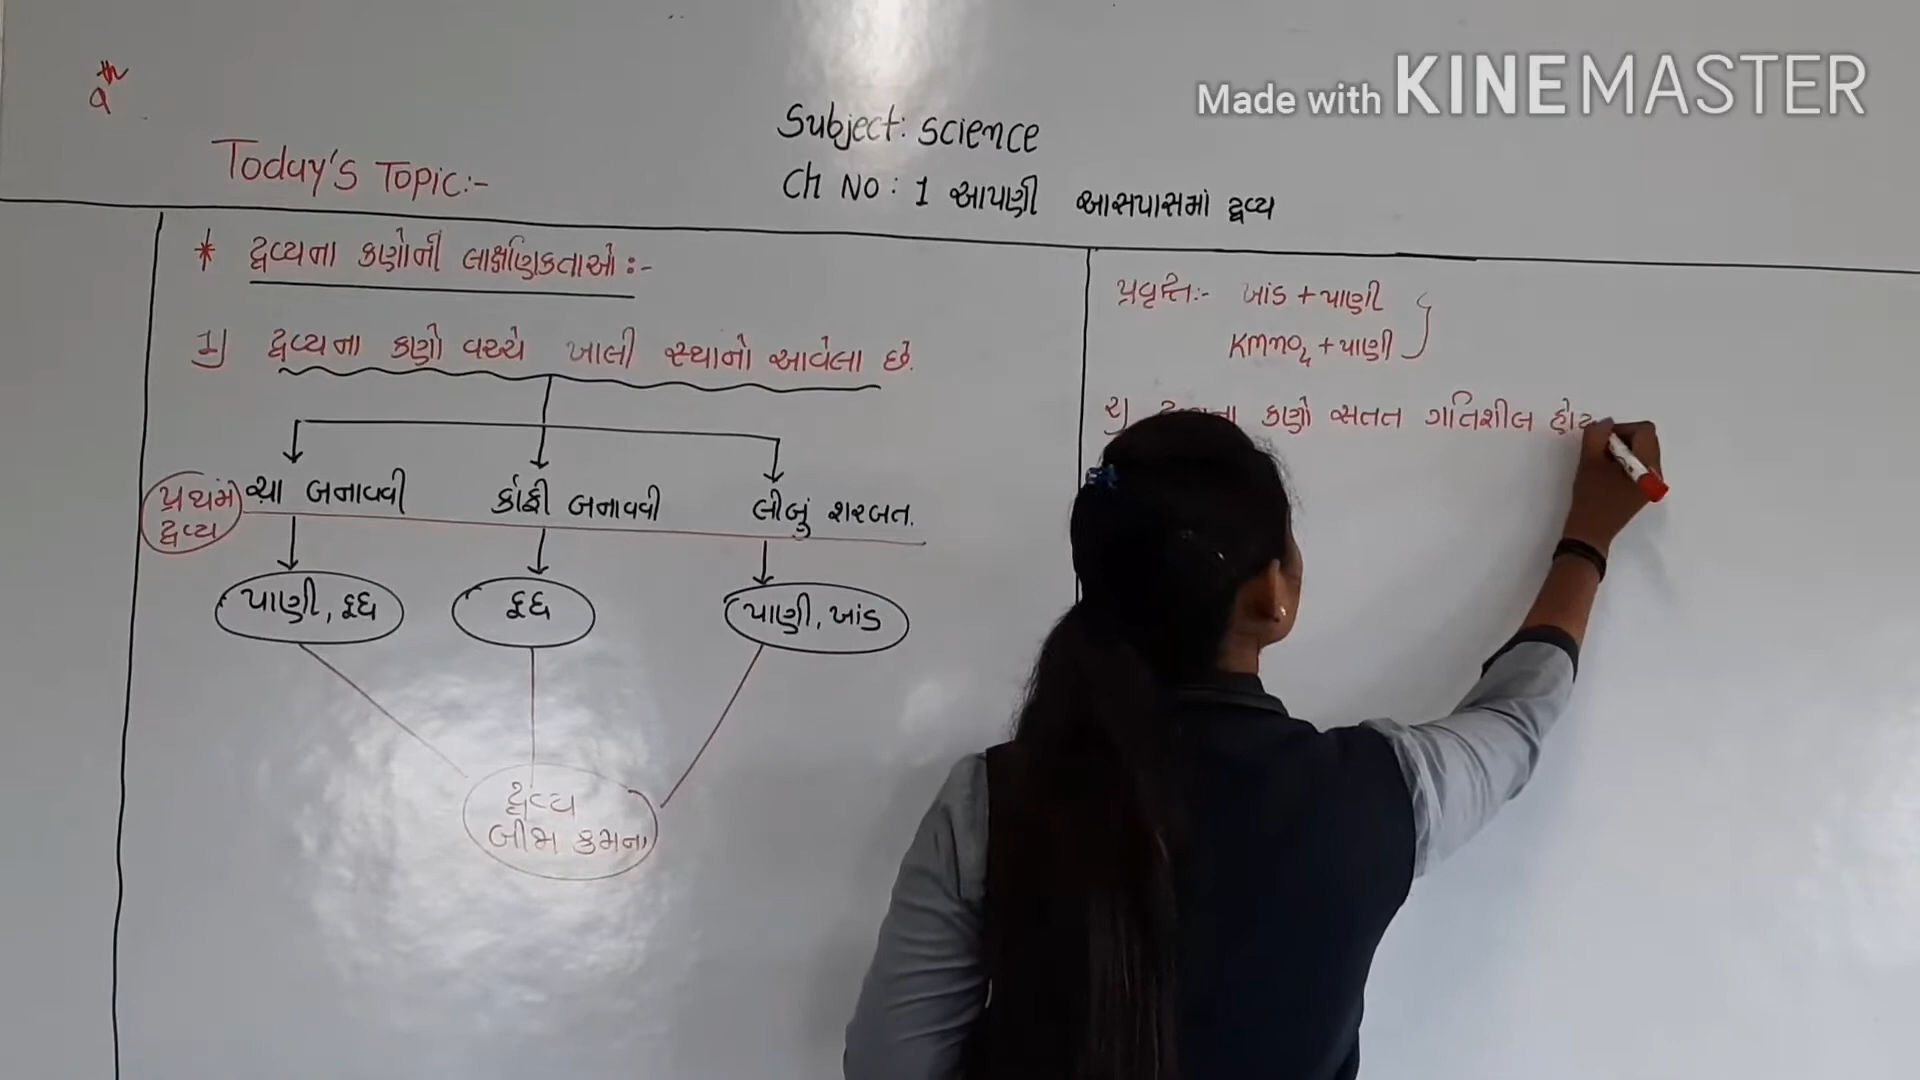 Made with KINEMASTER
9th
Subject: Science
Today's Topic:-
Ch No: 1 આપણી આસપાસમાં દ્રવ્ય
* દ્રવ્યના કણોની લાક્ષણિકતાઓ :-
1) દ્રવ્યના કણો વચ્ચે ખાલી સ્થાનો આવેલા છે.
પ્રથમ દ્રવ્ય
ચા બનાવવી
કોફી બનાવવી
લીંબું શરબત.
પાણી, દૂધ
દૂધ
પાણી, ખાંડ
દ્રવ્ય
બીજા ક્રમના
પ્રવૃત્તિ:- ખાંડ + પાણી
KMnO4 + પાણી
૨) કણો સતત ગતિશીલ